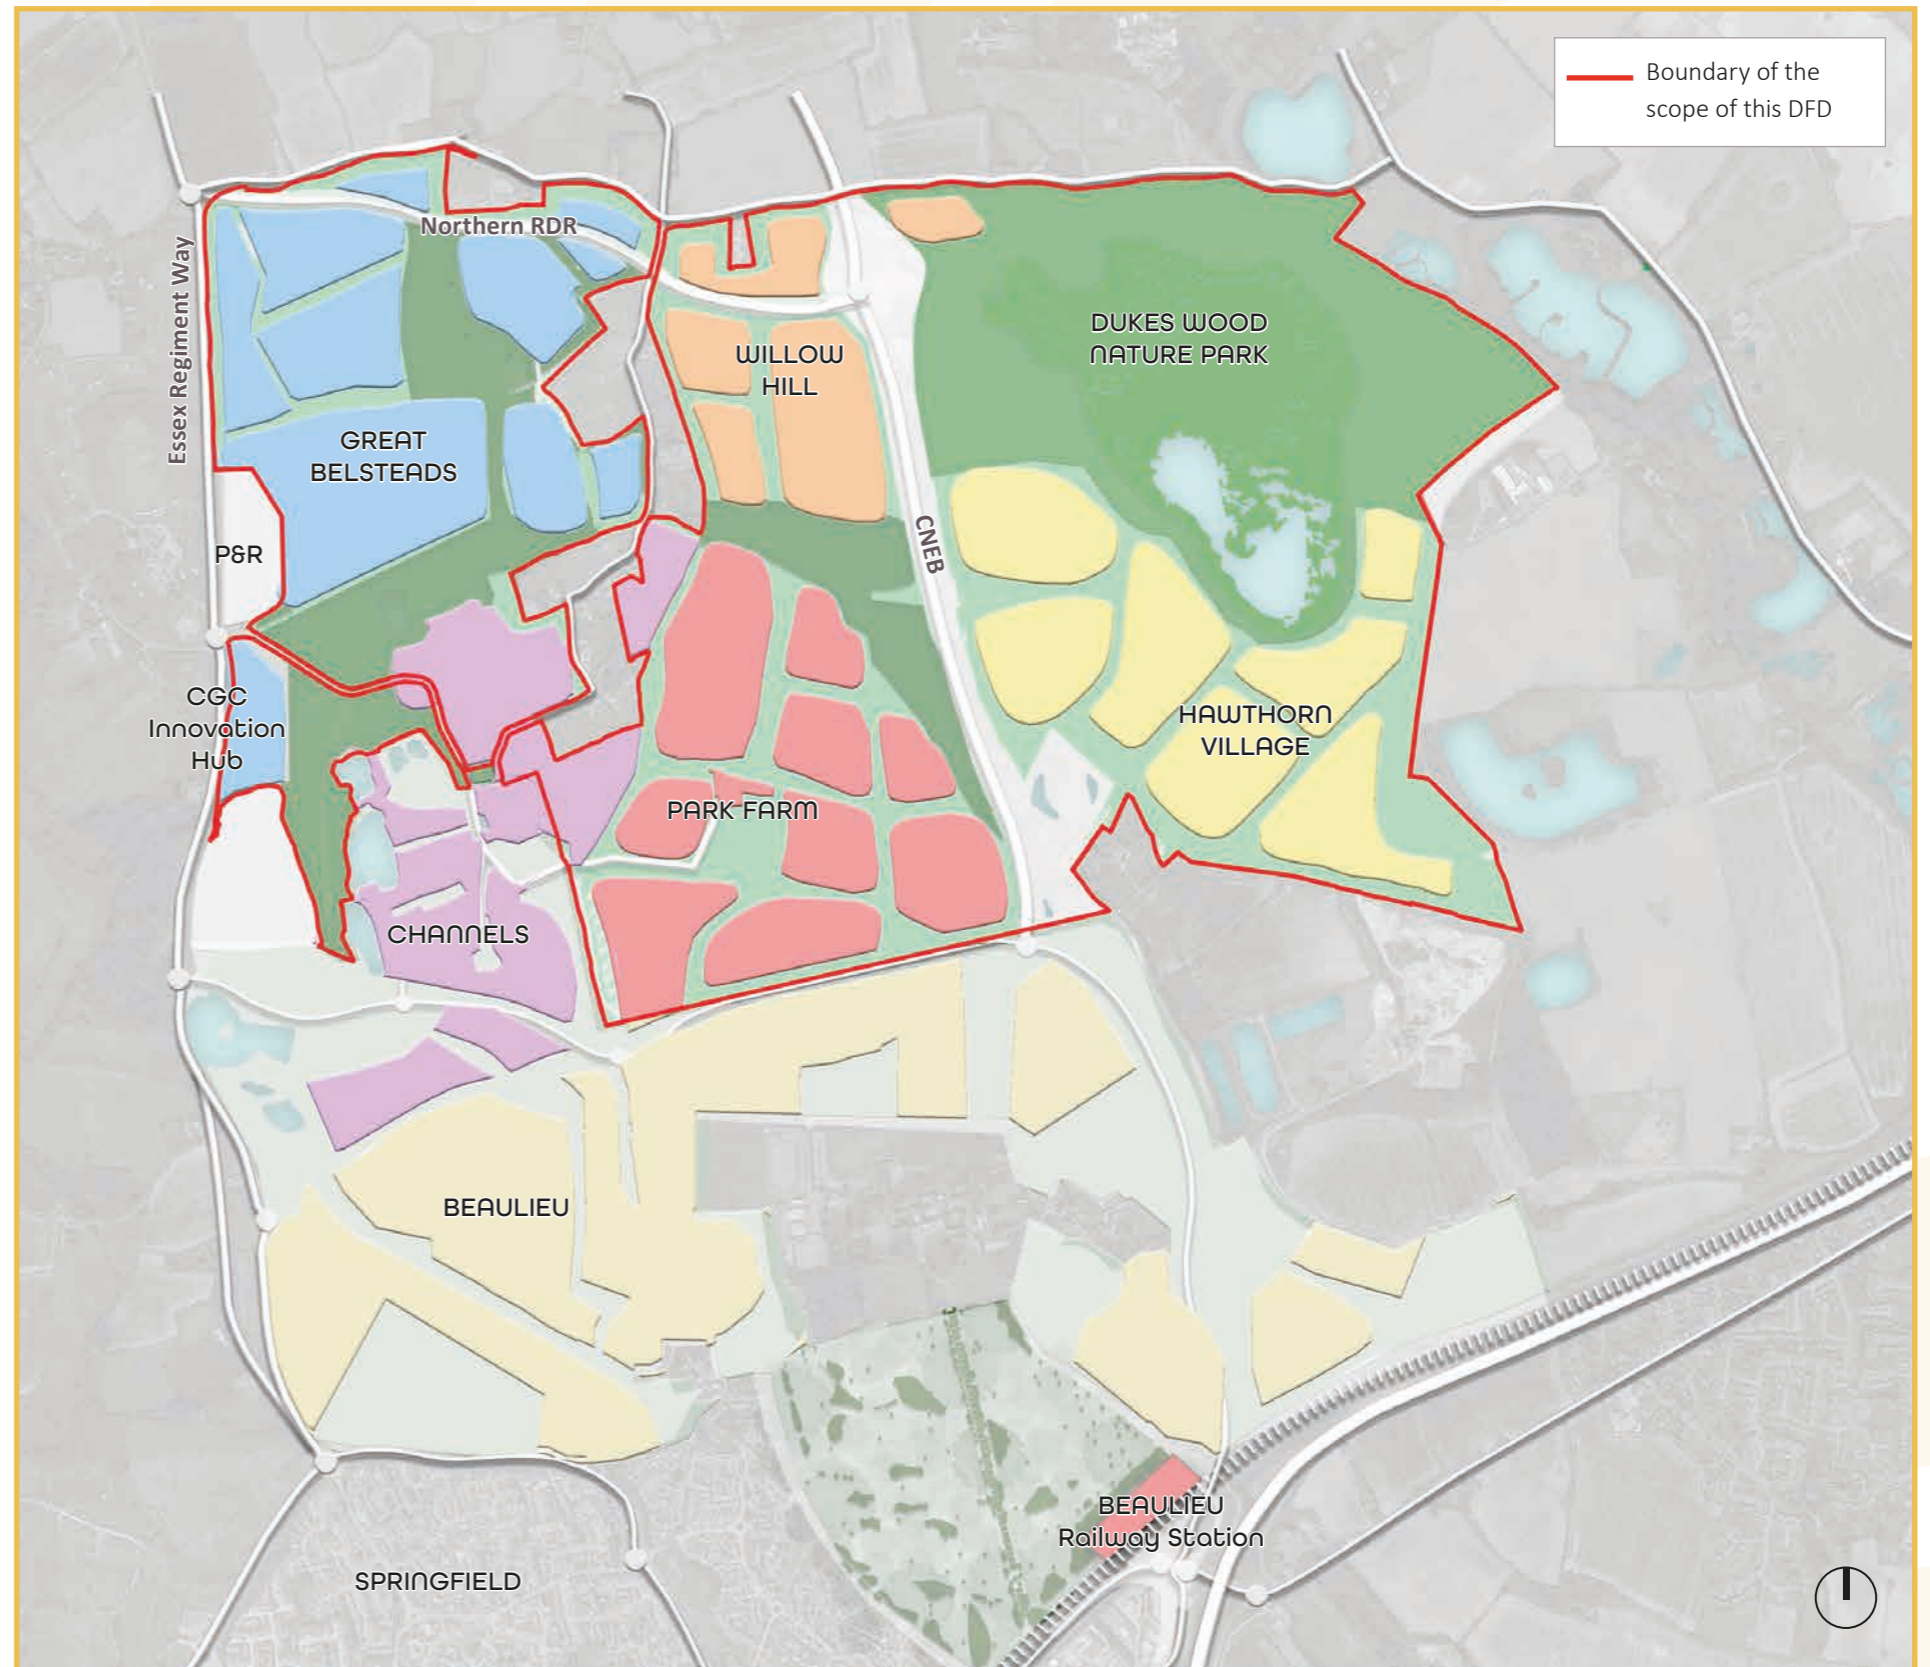 Boundary of the
scope of this DFD
Northern RDR
Essex Regiment Way
DUKES WOOD
NATURE PARK
WILLOW
HILL
GREAT
BELSTEADS
P&R
CNEB
CGC
Innovation
Hub
HAWTHORN
VILLAGE
PARK FARM
CHANNELS
BEAULIEU
BEAULIEU
Railway Station
SPRINGFIELD